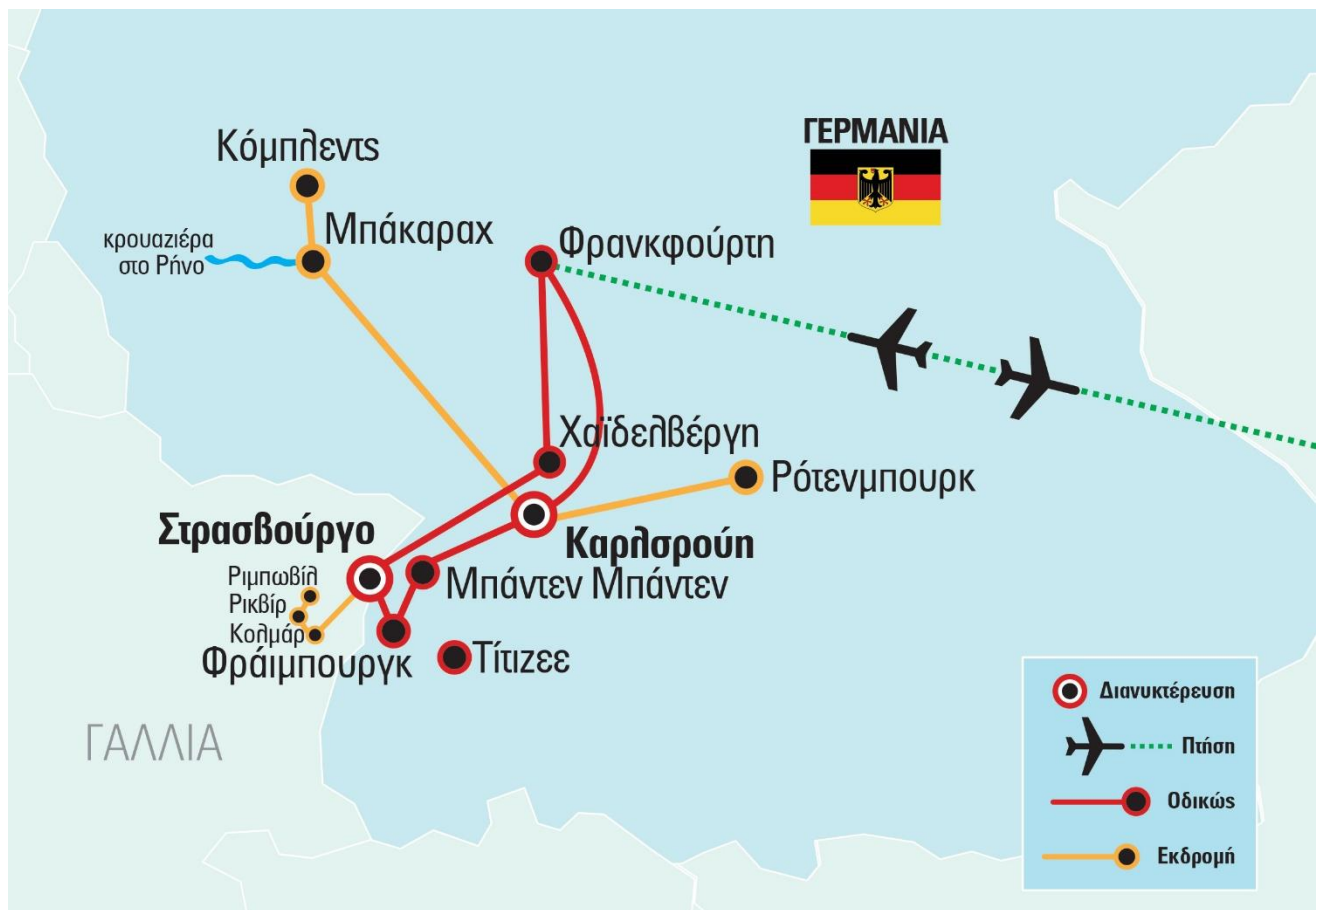 ΓΕΡΜΑΝΙΑ
Κόμπλεντς
Μπάκαραχ
κρουαζιέρα
στο Ρήνο
Φρανκφούρτη
Χαϊδελβέργη
Ρότενμπουρκ
Στρασβούργο
Καρλσρούη
Ριμπωβίλ
Ρικβίρ
Κολμάρ
Μπάντεν Μπάντεν
Φράιμπουργκ
Τίτιζεε
ΓΑΛΛΙΑ
Διανυκτέρευση
Πτήση
Οδικώς
Εκδρομή